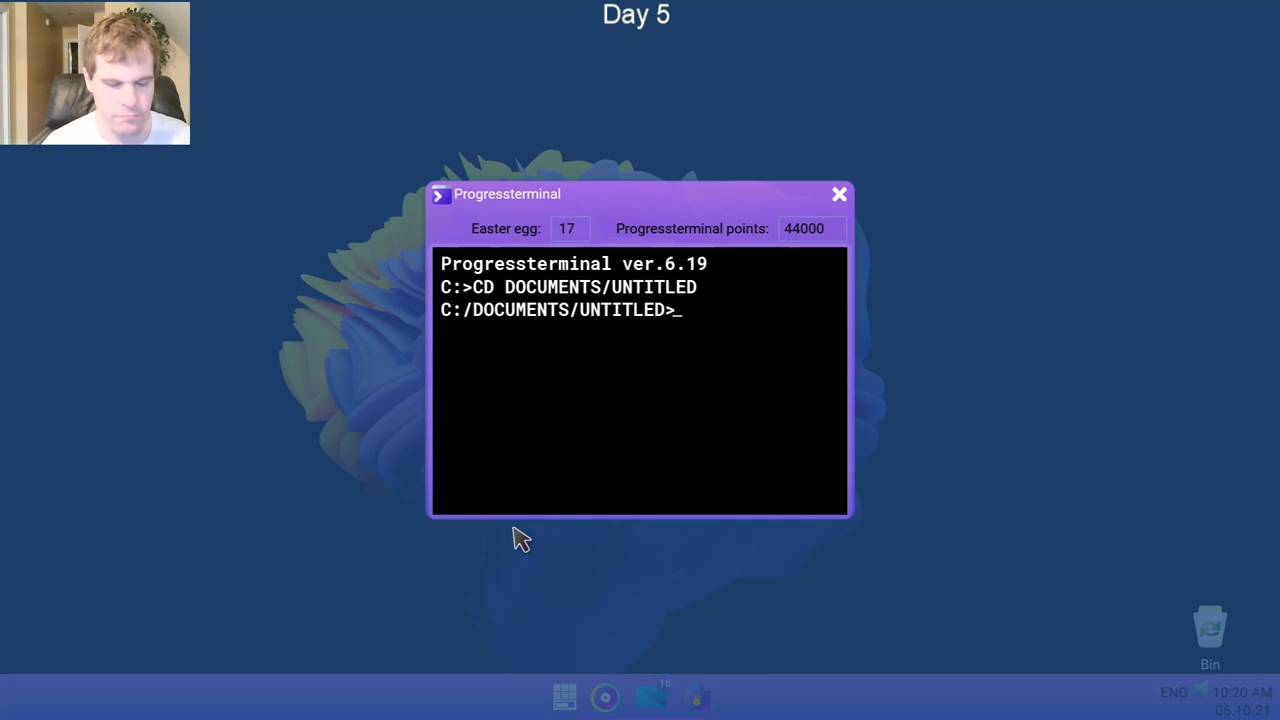 Day 5
Progressterminal
Easter egg: 17 Progressterminal points: 44000
Progressterminal ver.6.19
C:>CD DOCUMENTS/UNTITLED
C:/DOCUMENTS/UNTITLED>_
Bin
16
ENG 10:20 AM
05.10.21